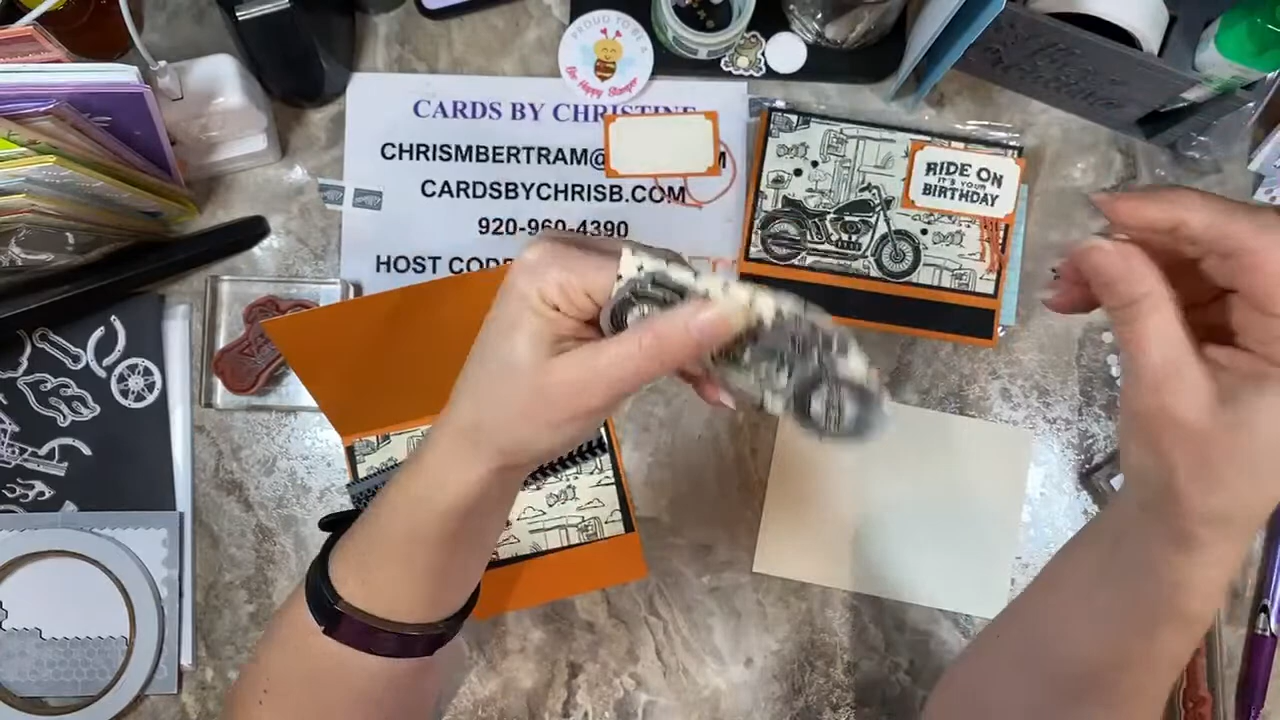 PROUD TO BE A
Bee Happy Stamper
CARDS BY CHRISTINE
CHRISMBERTRAM@
M
CARDSBYCHRISB.COM
920-960-4390
HOST COD
RIDE ON
IT'S YOUR
BIRTHDAY